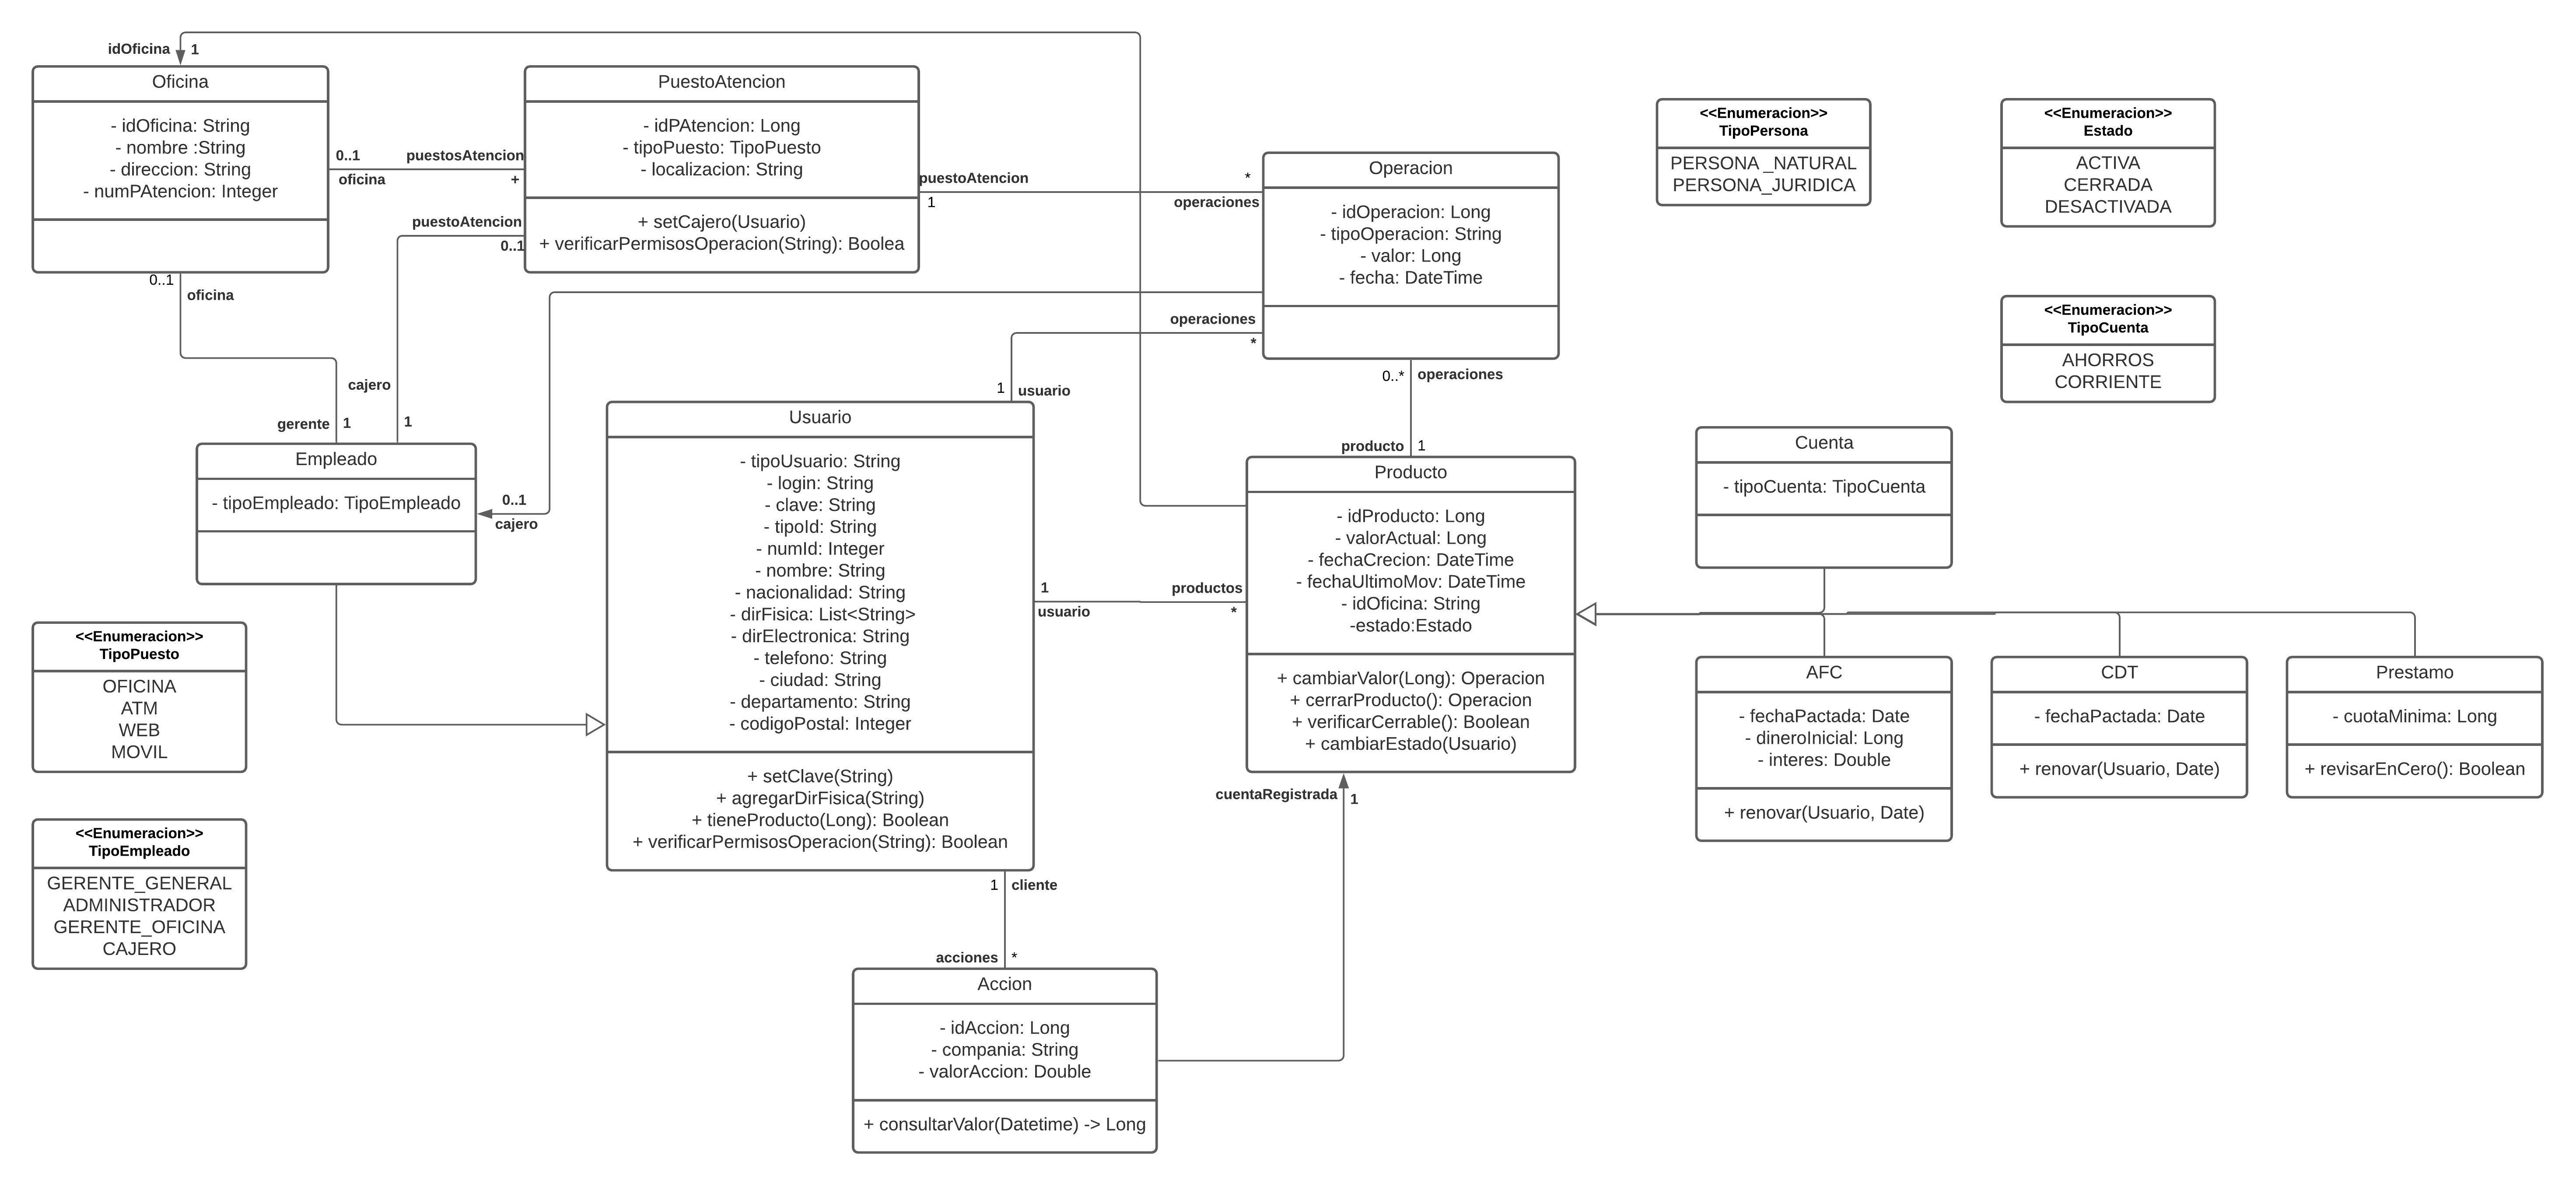 idOficina
1
Oficina
- idOficina: String
- nombre :String
- direccion: String
- numPAtencion: Integer
0..1
puestosAtencion
oficina
+
PuestoAtencion
- idPAtencion: Long
- tipoPuesto: TipoPuesto
- localizacion: String
+ setCajero(Usuario)
+ verificarPermisosOperacion(String): Boolea
puestoAtencion
0..1
puestoAtencion
*
1
operaciones
Operacion
- idOperacion: Long
- tipoOperacion: String
- valor: Long
- fecha: DateTime
<<Enumeracion>>
TipoPersona
PERSONA _NATURAL
PERSONA_JURIDICA
<<Enumeracion>>
Estado
ACTIVA
CERRADA
DESACTIVADA
<<Enumeracion>>
TipoCuenta
AHORROS
CORRIENTE
0..1
oficina
cajero
gerente
1
1
operaciones
*
1
usuario
0..*
operaciones
producto
1
Empleado
- tipoEmpleado: TipoEmpleado
0..1
cajero
Usuario
- tipoUsuario: String
- login: String
- clave: String
- tipoId: String
- numId: Integer
- nombre: String
- nacionalidad: String
- dirFisica: List<String>
- dirElectronica: String
- telefono: String
- ciudad: String
- departamento: String
- codigoPostal: Integer
+ setClave(String)
+ agregarDirFisica(String)
+ tieneProducto(Long): Boolean
+ verificarPermisosOperacion(String): Boolean
1
productos
usuario
*
Producto
- idProducto: Long
- valorActual: Long
- fechaCrecion: DateTime
- fechaUltimoMov: DateTime
- idOficina: String
-estado:Estado
+ cambiarValor(Long): Operacion
+ cerrarProducto(): Operacion
+ verificarCerrable(): Boolean
+ cambiarEstado(Usuario)
Cuenta
- tipoCuenta: TipoCuenta
AFC
- fechaPactada: Date
- dineroInicial: Long
- interes: Double
+ renovar(Usuario, Date)
CDT
- fechaPactada: Date
+ renovar(Usuario, Date)
Prestamo
- cuotaMinima: Long
+ revisarEnCero(): Boolean
<<Enumeracion>>
TipoPuesto
OFICINA
ATM
WEB
MOVIL
<<Enumeracion>>
TipoEmpleado
GERENTE_GENERAL
ADMINISTRADOR
GERENTE_OFICINA
CAJERO
cuentaRegistrada
1
1
cliente
acciones
*
Accion
- idAccion: Long
- compania: String
- valorAccion: Double
+ consultarValor(Datetime) -> Long